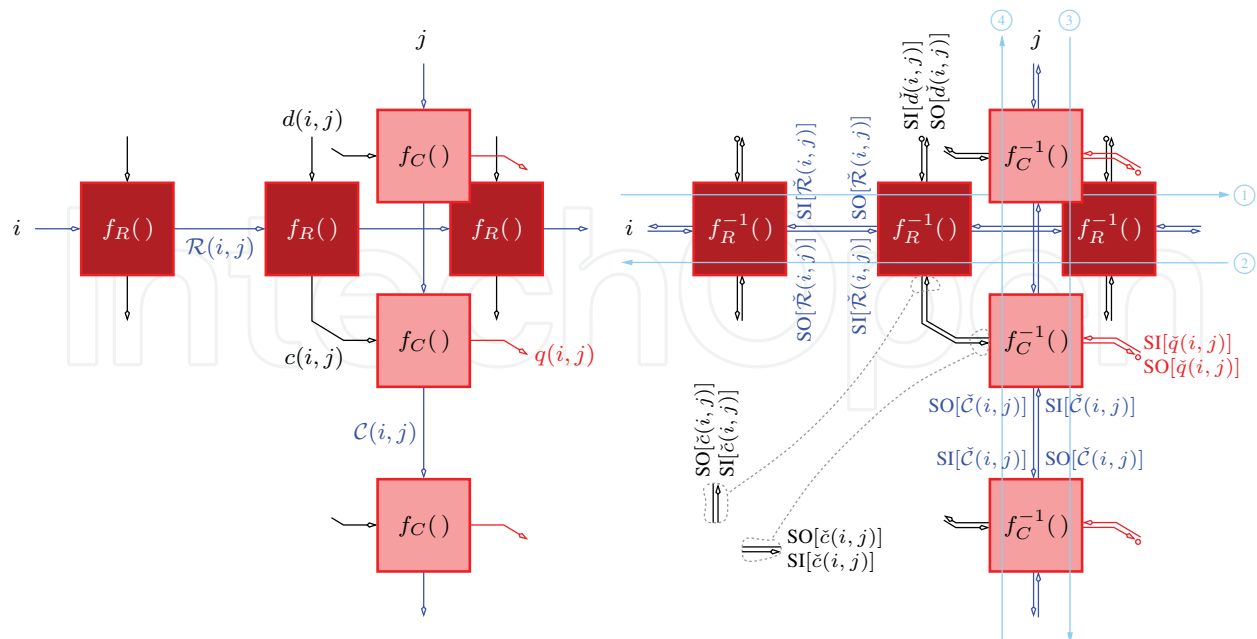 j
d(i, j)
f_C( )
i
f_R( )
R(i, j)
f_R( )
f_R( )
c(i, j)
f_C( )
q(i, j)
C(i, j)
f_C( )
IntechOpen
④
③
j
SI[ď(i, j)]
SO[ď(i, j)]
f_C^{-1}( )
SI[Ř(i, j)]
SO[Ř(i, j)]
①
i
f_R^{-1}( )
f_R^{-1}( )
f_R^{-1}( )
②
SO[Ř(i, j)]
SI[Ř(i, j)]
f_C^{-1}( )
SI[q̌(i, j)]
SO[q̌(i, j)]
SO[Č(i, j)]
SI[Č(i, j)]
SO[č(i, j)]
SI[č(i, j)]
SI[Č(i, j)]
SO[Č(i, j)]
f_C^{-1}( )
SO[č(i, j)]
SI[č(i, j)]